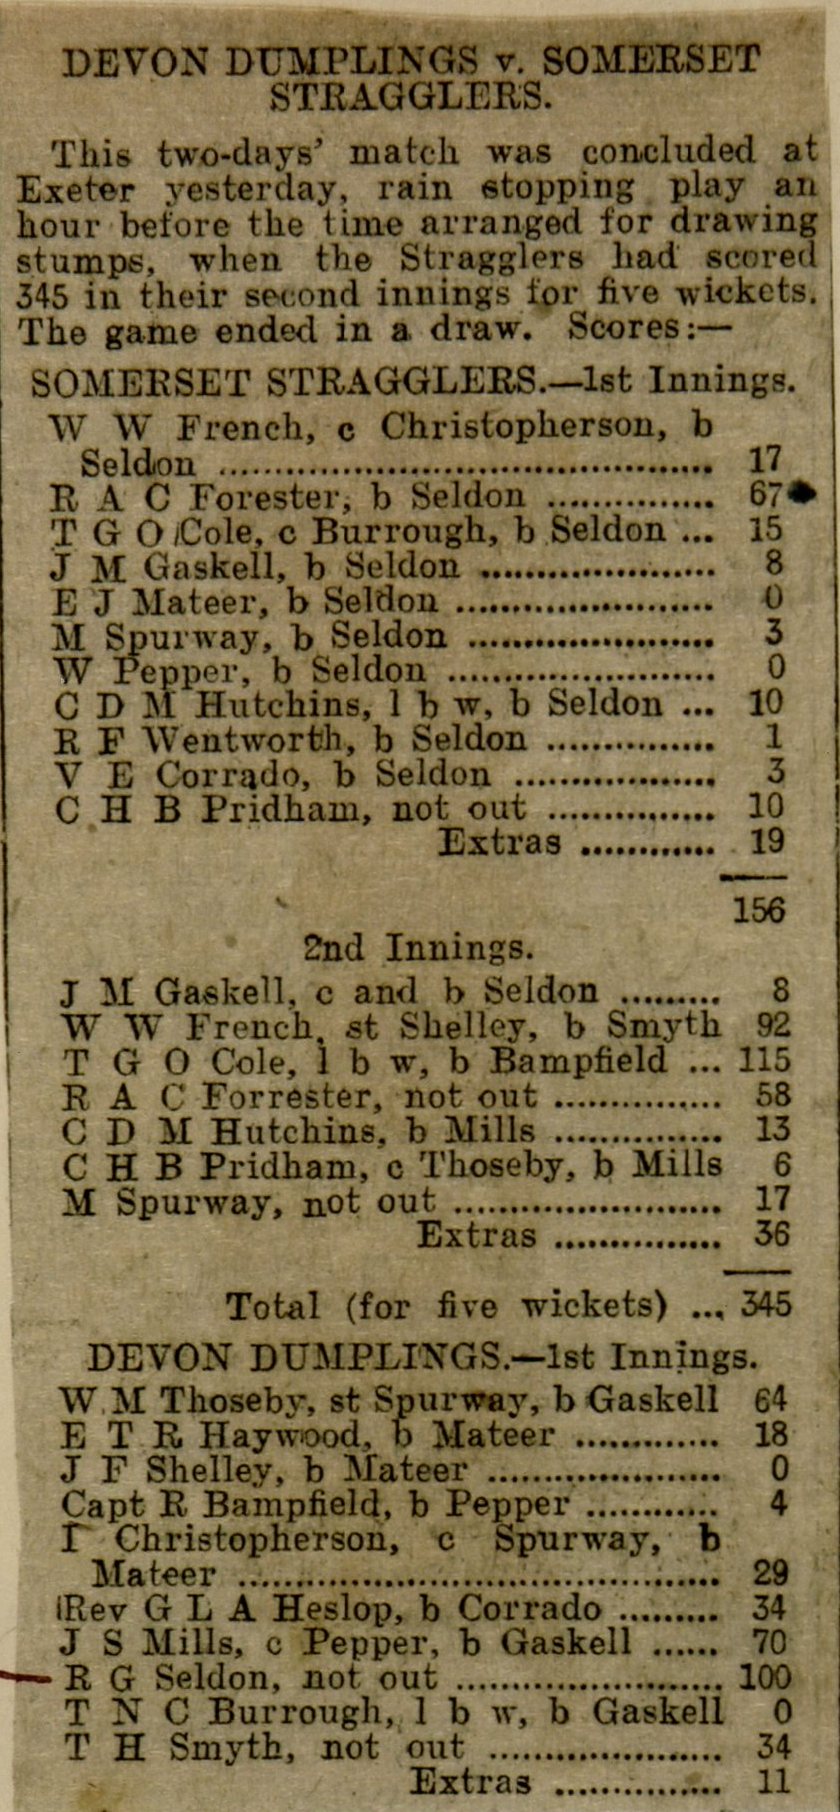 DEVON DUMPLINGS v. SOMERSET
STRAGGLERS.
This two-days' match was concluded at
Exeter yesterday, rain stopping play an
hour before the time arranged for drawing
stumps, when the Stragglers had scored
345 in their second innings for five wickets.
The game ended in a draw. Scores:—
SOMERSET STRAGGLERS.—1st Innings.
W W French, c Christopherson, b
Seldon ........................................... 17
R A C Forester, b Seldon ............... 67
T G O Cole, c Burrough, b Seldon ... 15
J M Gaskell, b Seldon ..................... 8
E J Mateer, b Seldon ....................... 0
M Spurway, b Seldon ...................... 3
W Pepper, b Seldon ........................ 0
C D M Hutchins, l b w, b Seldon ... 10
R F Wentworth, b Seldon ............... 1
V E Corrado, b Seldon .................. 3
C H B Pridham, not out ............... 10
Extras ............ 19
156
2nd Innings.
J M Gaskell, c and b Seldon ......... 8
W W French, st Shelley, b Smyth 92
T G O Cole, l b w, b Bampfield ... 115
R A C Forrester, not out ............... 58
C D M Hutchins, b Mills ............... 13
C H B Pridham, c Thoseby, b Mills 6
M Spurway, not out ........................ 17
Extras ............... 36
Total (for five wickets) ... 345
DEVON DUMPLINGS.—1st Innings.
W M Thoseby, st Spurway, b Gaskell 64
E T R Haywood, b Mateer ............. 18
J F Shelley, b Mateer ..................... 0
Capt R Bampfield, b Pepper ............ 4
Christopherson, c Spurway, b
Mateer ........................................... 29
Rev G L A Heslop, b Corrado ......... 34
J S Mills, c Pepper, b Gaskell ...... 70
R G Seldon, not out ........................ 100
T N C Burrough, l b w, b Gaskell 0
T H Smyth, not out ..................... 34
Extras ............... 11